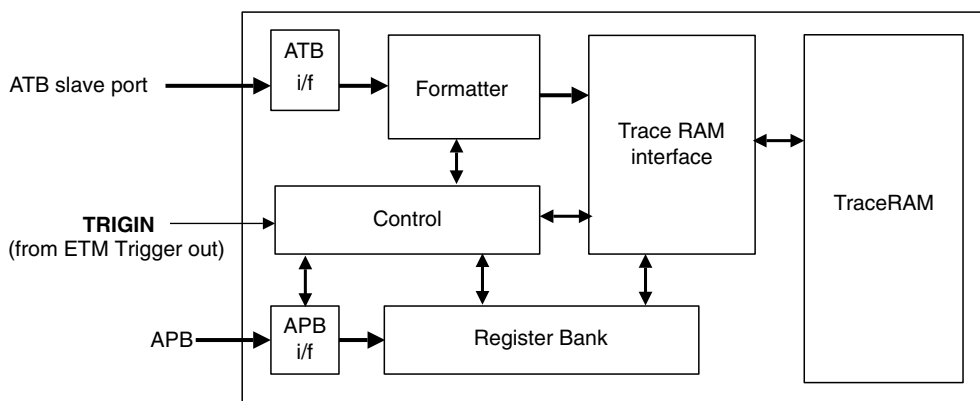 ATB
i/f
ATB slave port
Formatter
Trace RAM
interface
TraceRAM
TRIGIN
(from ETM Trigger out)
Control
APB
APB
i/f
Register Bank